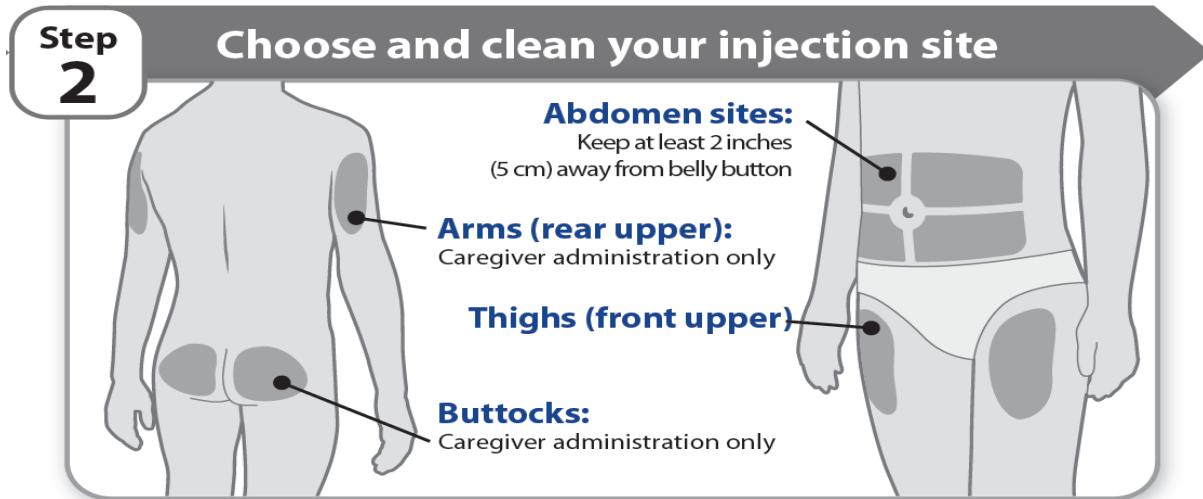 Step
2
Choose and clean your injection site
Abdomen sites:
Keep at least 2 inches
(5 cm) away from belly button
Arms (rear upper):
Caregiver administration only
Thighs (front upper)
Buttocks:
Caregiver administration only